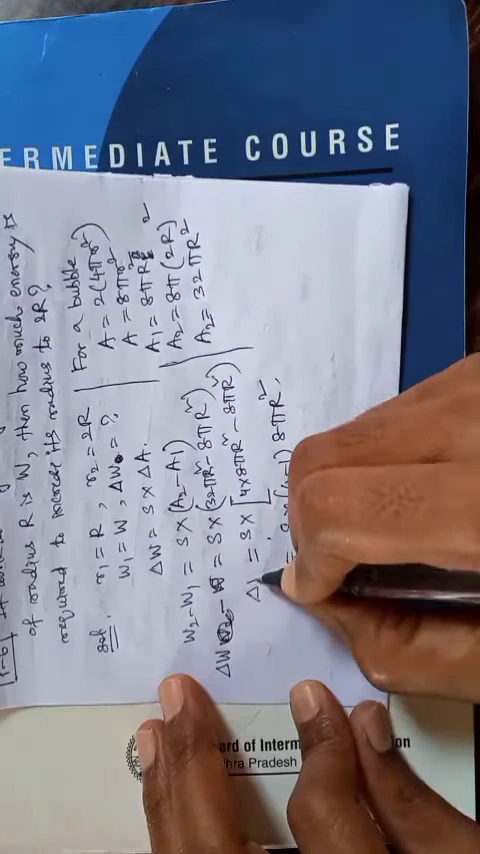 ERMEDIATE COURSE
of radius R is W, then how much energy is
required to increase its radius to 2R?
sol. r₁ = R, r₂ = 2R
W₁ = W, ΔW = ?
ΔW = S × ΔA.
W₂ - W₁ = S × (A₂ - A₁)
ΔW = S × (32πR² - 8πR²)
= S × [4×8πR² - 8πR²]
8πR².
For a bubble
A = 2(4πr²)
A = 8πr²
A₁ = 8πR²
A₂ = 8π(2R)²
A₂ = 32πR²
ard of Interm
hra Pradesh